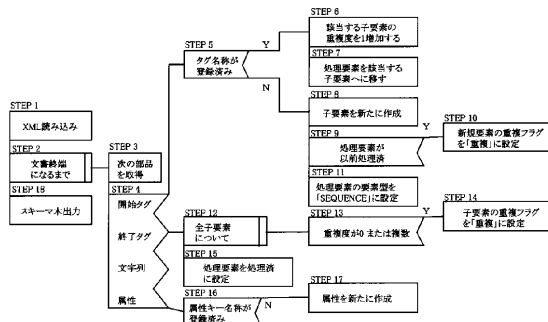 STEP 1
XML読み込み
STEP 2
文書終端
になるまで
STEP 18
スキーマ木出力
STEP 3
次の部品
を取得
STEP 4
開始タグ
終了タグ
文字列
属性
STEP 5
タグ名称が
登録済み
Y
N
STEP 6
該当する子要素の
重複度を1増加する
STEP 7
処理要素を該当する
子要素へに移す
STEP 8
子要素を新たに作成
STEP 9
処理要素が
以前処理済
Y
STEP 10
新規要素の重複フラグ
を「重複」に設定
STEP 11
処理要素の要素型を
「SEQUENCE」に設定
STEP 12
全子要素
について
STEP 13
重複度が0 または複数
Y
STEP 14
子要素の重複フラグ
を「重複」に設定
STEP 15
処理要素を処理済
に設定
STEP 16
属性キー名称が
登録済み
N
STEP 17
属性を新たに作成